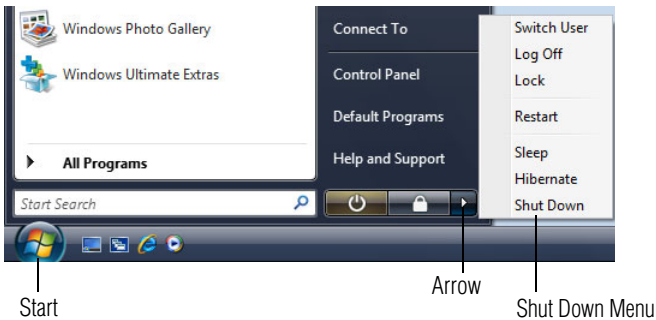 Windows Photo Gallery
Windows Ultimate Extras
All Programs
Start Search
Connect To
Control Panel
Default Programs
Help and Support
Switch User
Log Off
Lock
Restart
Sleep
Hibernate
Shut Down
Start
Arrow
Shut Down Menu